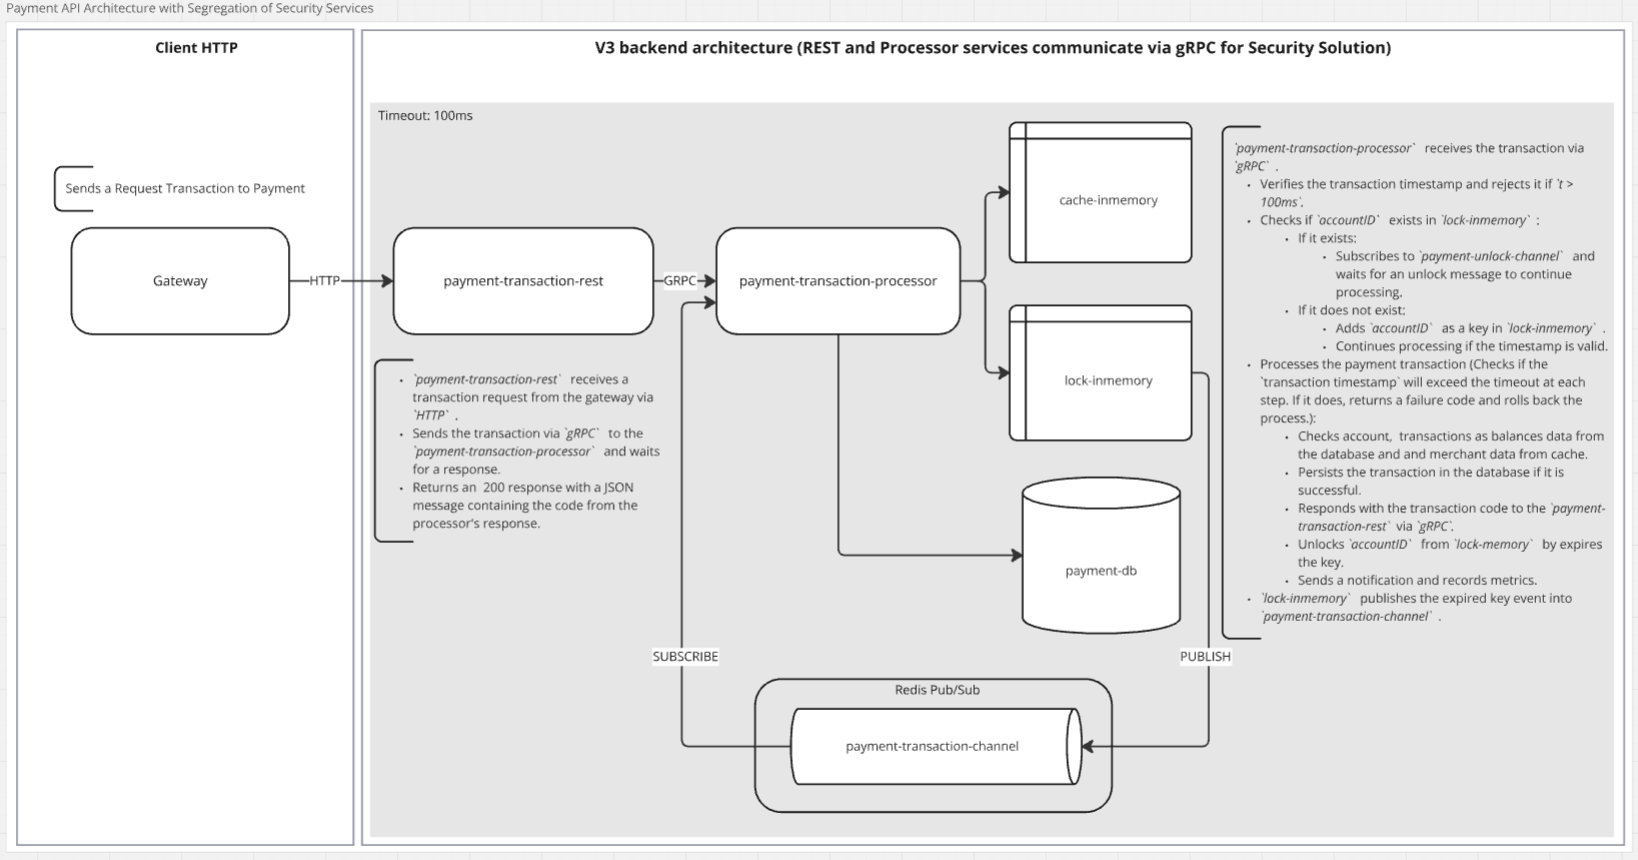 Payment API Architecture with Segregation of Security Services
Client HTTP
V3 backend architecture (REST and Processor services communicate via gRPC for Security Solution)
Timeout: 100ms
Sends a Request Transaction to Payment
Gateway
HTTP
payment-transaction-rest
GRPC
payment-transaction-processor
cache-inmemory
lock-inmemory
payment-db
• `payment-transaction-rest` receives a
transaction request from the gateway via
`HTTP` .
• Sends the transaction via `gRPC` to the
`payment-transaction-processor` and waits
for a response.
• Returns an 200 response with a JSON
message containing the code from the
processor's response.
`payment-transaction-processor` receives the transaction via
`gRPC` .
• Verifies the transaction timestamp and rejects it if `t >
100ms`.
• Checks if `accountID` exists in `lock-inmemory` :
• If it exists:
• Subscribes to `payment-unlock-channel` and
waits for an unlock message to continue
processing.
• If it does not exist:
• Adds `accountID` as a key in `lock-inmemory` .
• Continues processing if the timestamp is valid.
• Processes the payment transaction (Checks if the
`transaction timestamp` will exceed the timeout at each
step. If it does, returns a failure code and rolls back the
process.):
• Checks account, transactions as balances data from
the database and and merchant data from cache.
• Persists the transaction in the database if it is
successful.
• Responds with the transaction code to the `payment-
transaction-rest` via `gRPC`.
• Unlocks `accountID` from `lock-memory` by expires
the key.
• Sends a notification and records metrics.
• `lock-inmemory` publishes the expired key event into
`payment-transaction-channel` .
SUBSCRIBE
PUBLISH
Redis Pub/Sub
payment-transaction-channel